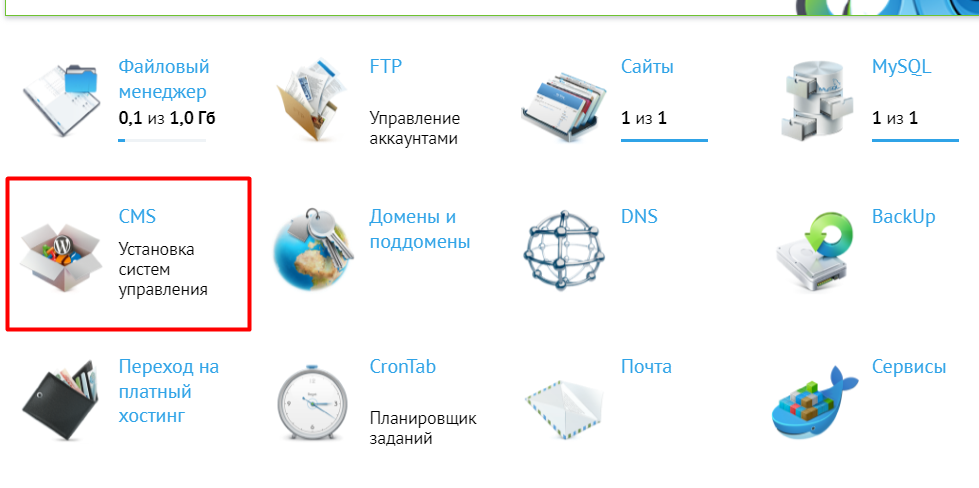 Файловый
менеджер
0,1 из 1,0 Гб
FTP
Управление
аккаунтами
Сайты
1 из 1
MySQL
1 из 1
CMS
Установка
систем
управления
Домены и
поддомены
DNS
BackUp
Переход на
платный
хостинг
CronTab
Планировщик
заданий
Почта
Сервисы